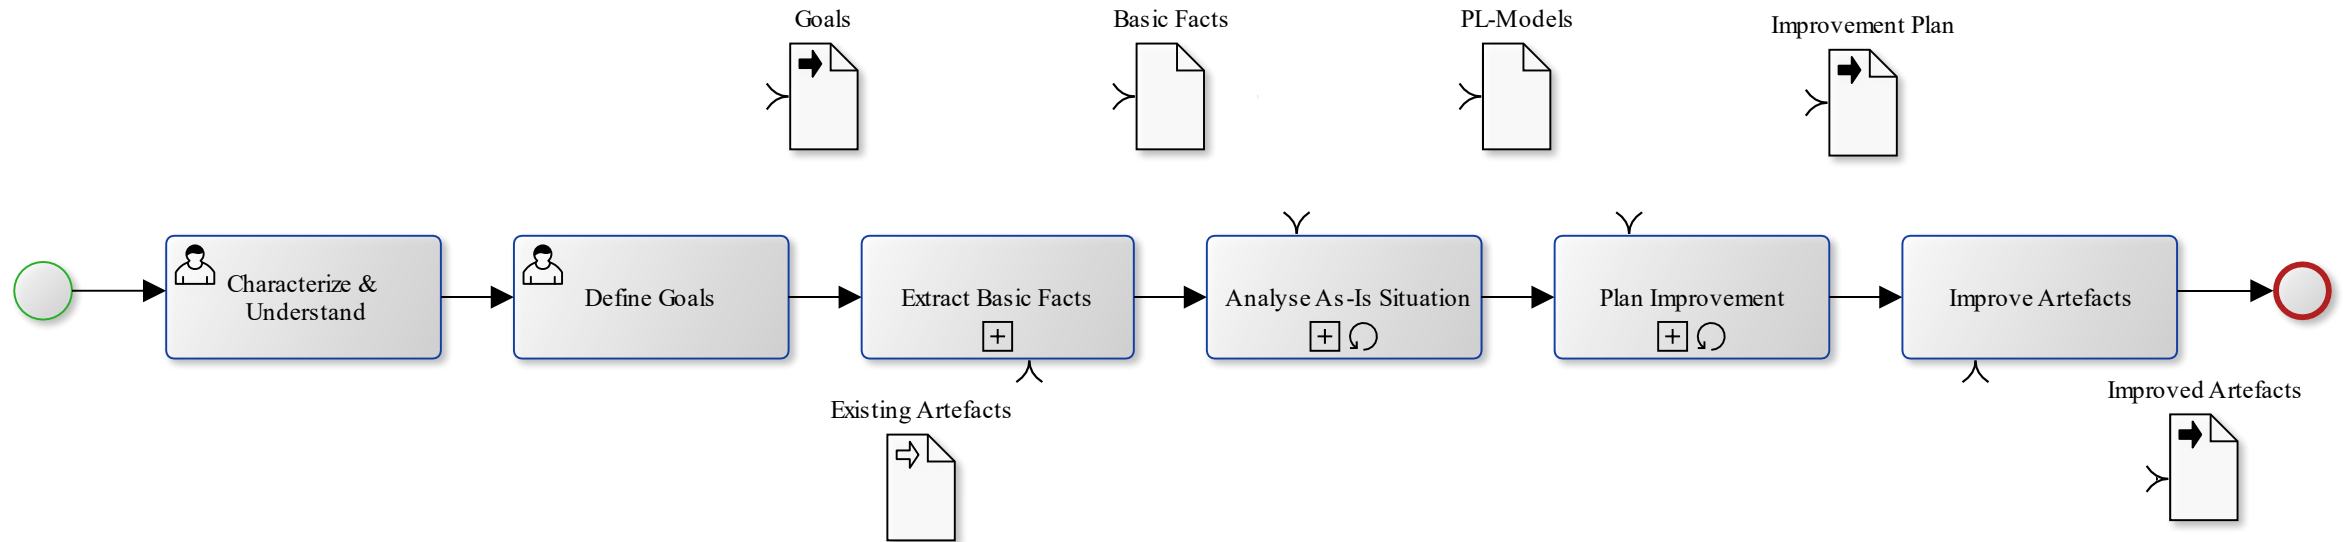 Goals
Basic Facts
PL-Models
Improvement Plan
Characterize &
Understand
Define Goals
Extract Basic Facts
Analyse As-Is Situation
Plan Improvement
Improve Artefacts
Existing Artefacts
Improved Artefacts